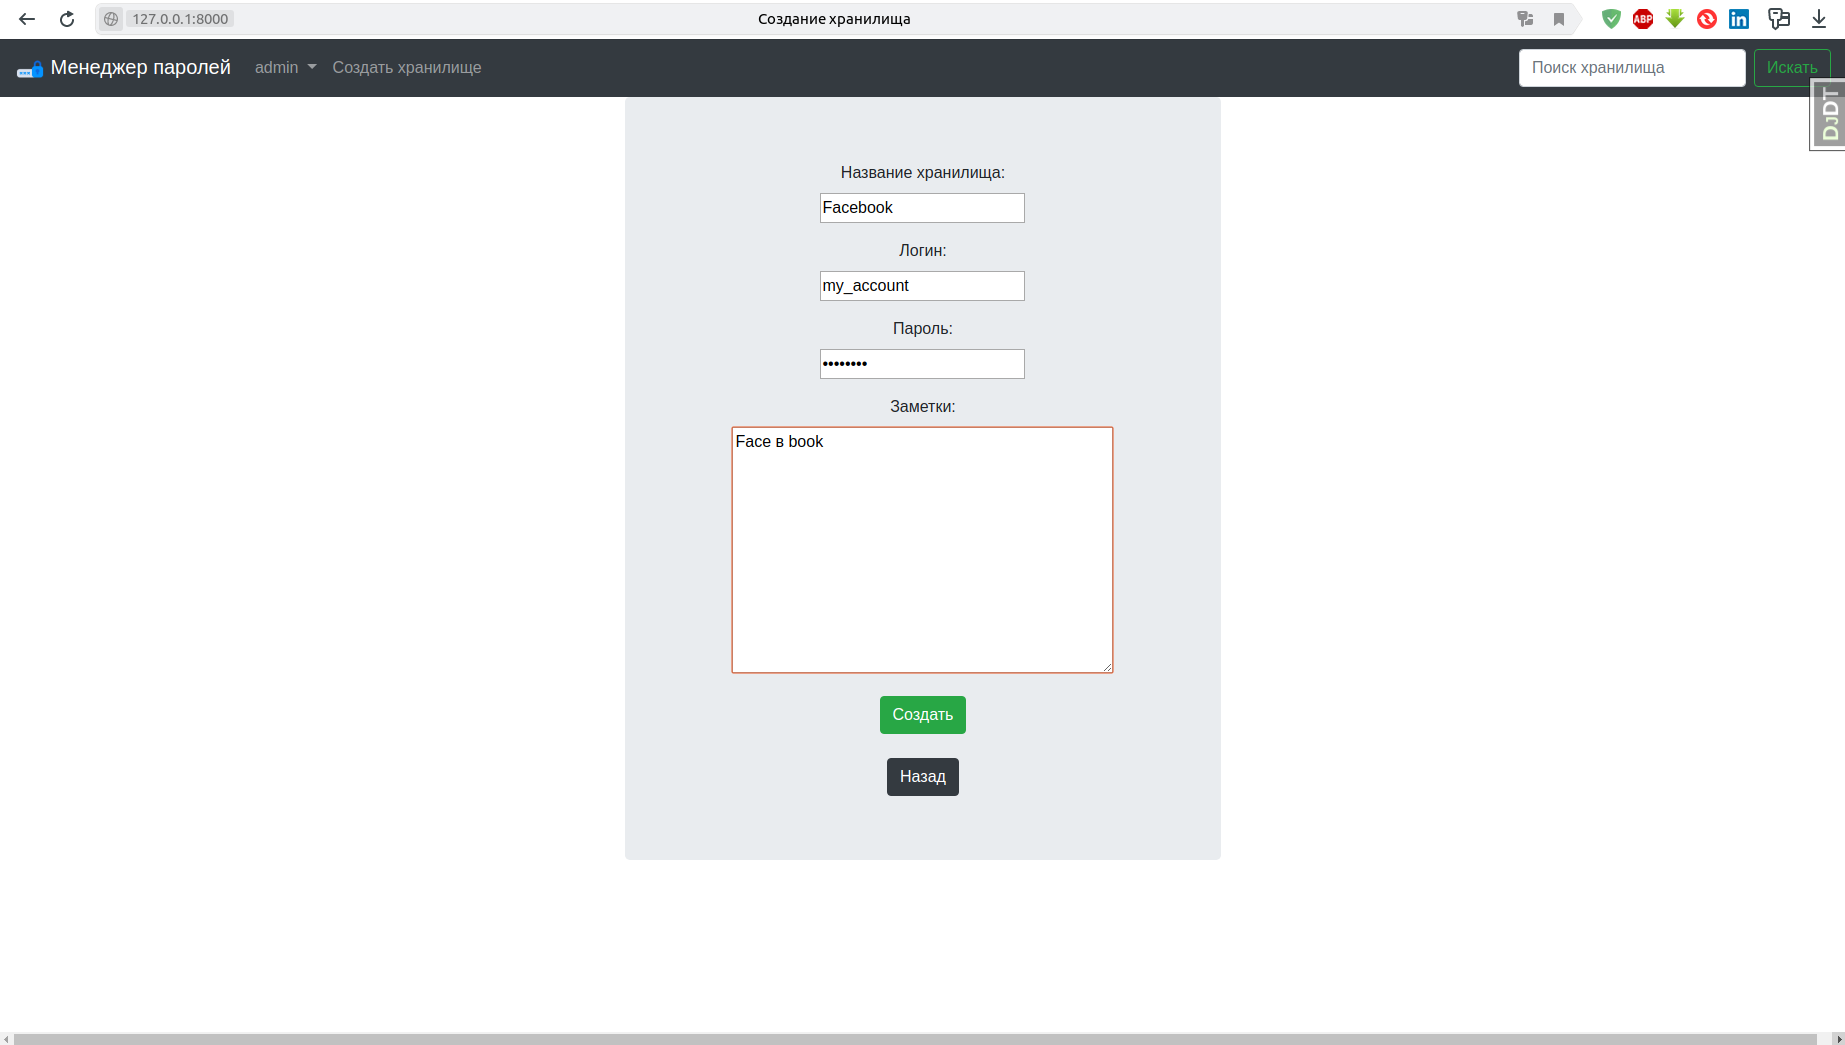 127.0.0.1:8000
Создание хранилища
ABP
in
Менеджер паролей
admin
Создать хранилище
Поиск хранилища
Искать
DJDT
Название хранилища:
Facebook
Логин:
my_account
Пароль:
••••••••
Заметки:
Face в book
Создать
Назад